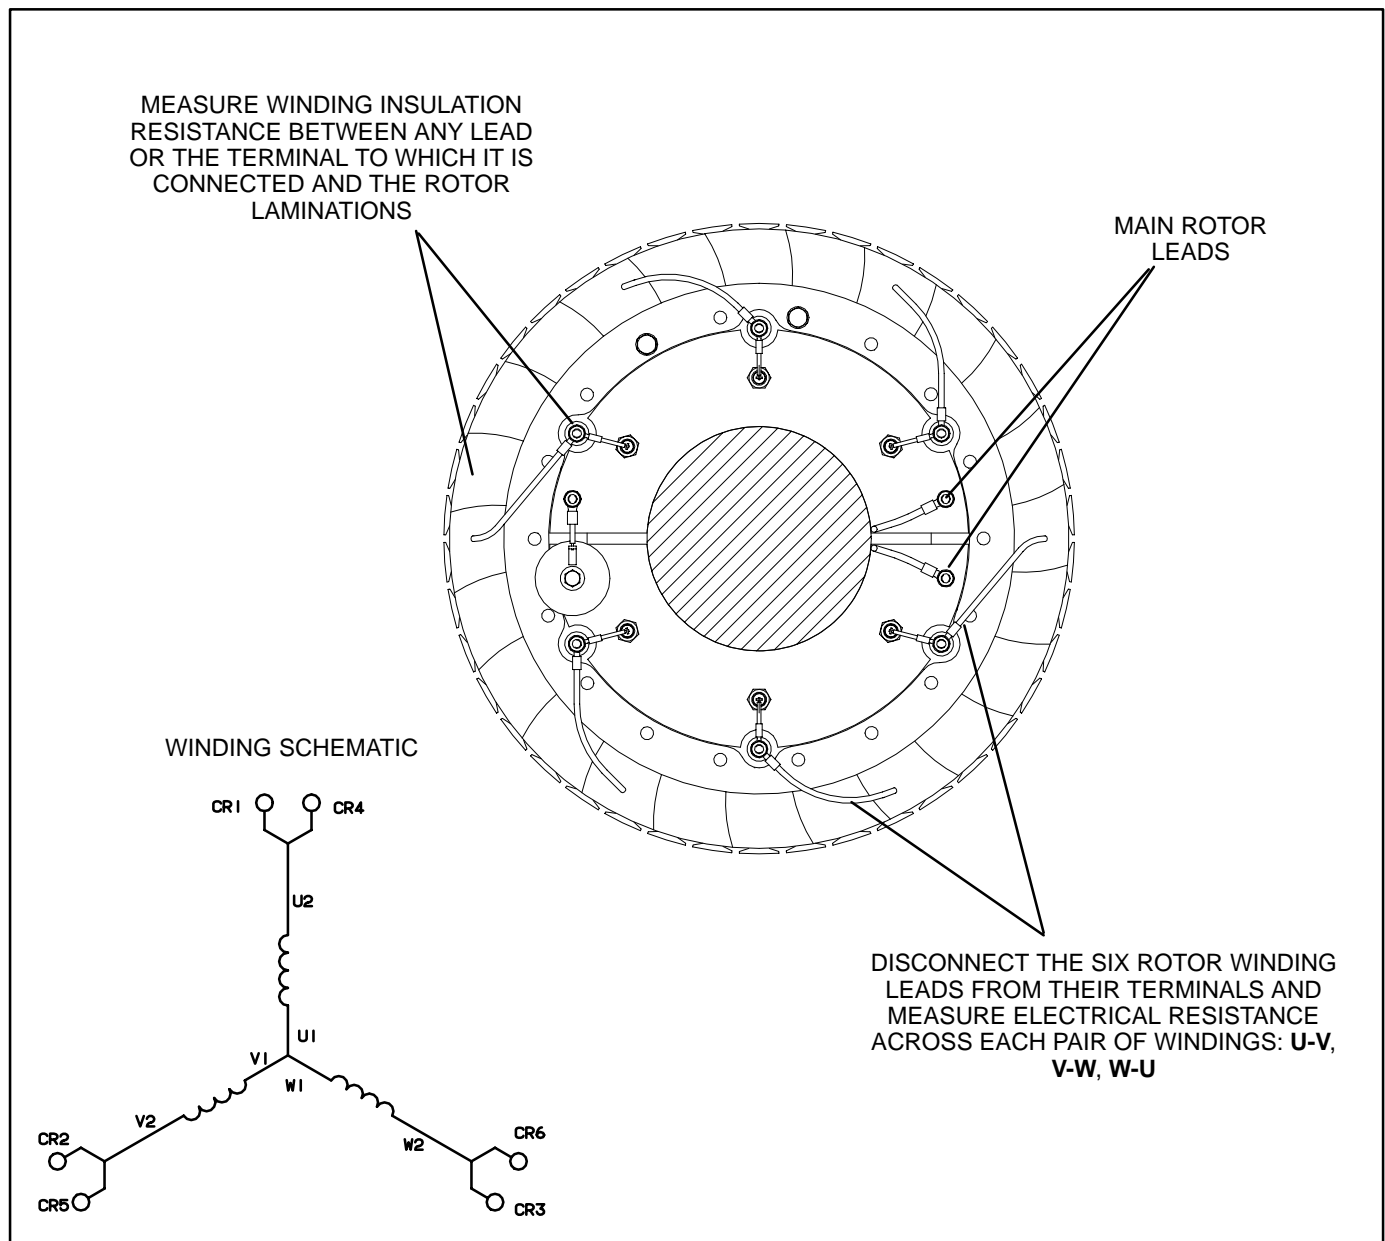 MEASURE WINDING INSULATION
RESISTANCE BETWEEN ANY LEAD
OR THE TERMINAL TO WHICH IT IS
CONNECTED AND THE ROTOR
LAMINATIONS
MAIN ROTOR
LEADS
WINDING SCHEMATIC
CR1
CR4
U2
U1
V1
W1
V2
W2
CR2
CR5
CR6
CR3
DISCONNECT THE SIX ROTOR WINDING
LEADS FROM THEIR TERMINALS AND
MEASURE ELECTRICAL RESISTANCE
ACROSS EACH PAIR OF WINDINGS: U-V,
V-W, W-U